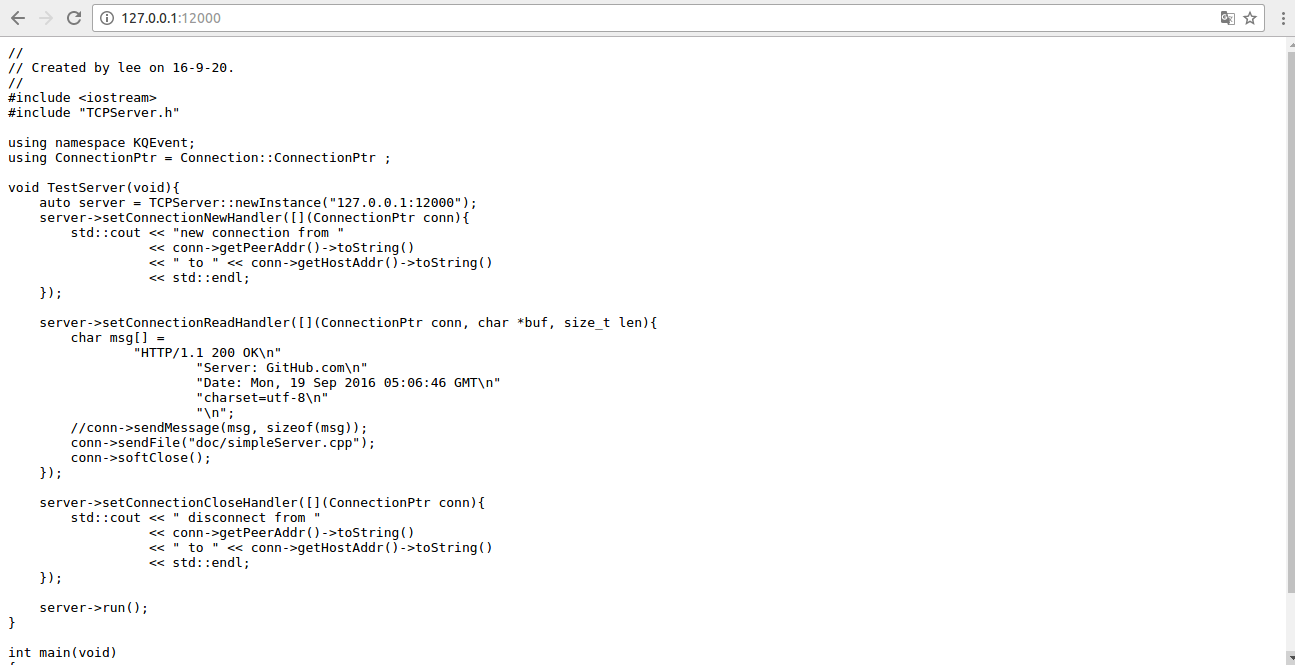 127.0.0.1:12000
//
// Created by lee on 16-9-20.
//
#include <iostream>
#include "TCPServer.h"

using namespace KQEvent;
using ConnectionPtr = Connection::ConnectionPtr ;

void TestServer(void){
    auto server = TCPServer::newInstance("127.0.0.1:12000");
    server->setConnectionNewHandler([](ConnectionPtr conn){
        std::cout << "new connection from "
                  << conn->getPeerAddr()->toString()
                  << " to " << conn->getHostAddr()->toString()
                  << std::endl;
    });

    server->setConnectionReadHandler([](ConnectionPtr conn, char *buf, size_t len){
        char msg[] =
                "HTTP/1.1 200 OK\n"
                        "Server: GitHub.com\n"
                        "Date: Mon, 19 Sep 2016 05:06:46 GMT\n"
                        "charset=utf-8\n"
                        "\n";
        //conn->sendMessage(msg, sizeof(msg));
        conn->sendFile("doc/simpleServer.cpp");
        conn->softClose();
    });

    server->setConnectionCloseHandler([](ConnectionPtr conn){
        std::cout << " disconnect from "
                  << conn->getPeerAddr()->toString()
                  << " to " << conn->getHostAddr()->toString()
                  << std::endl;
    });

    server->run();
}

int main(void)